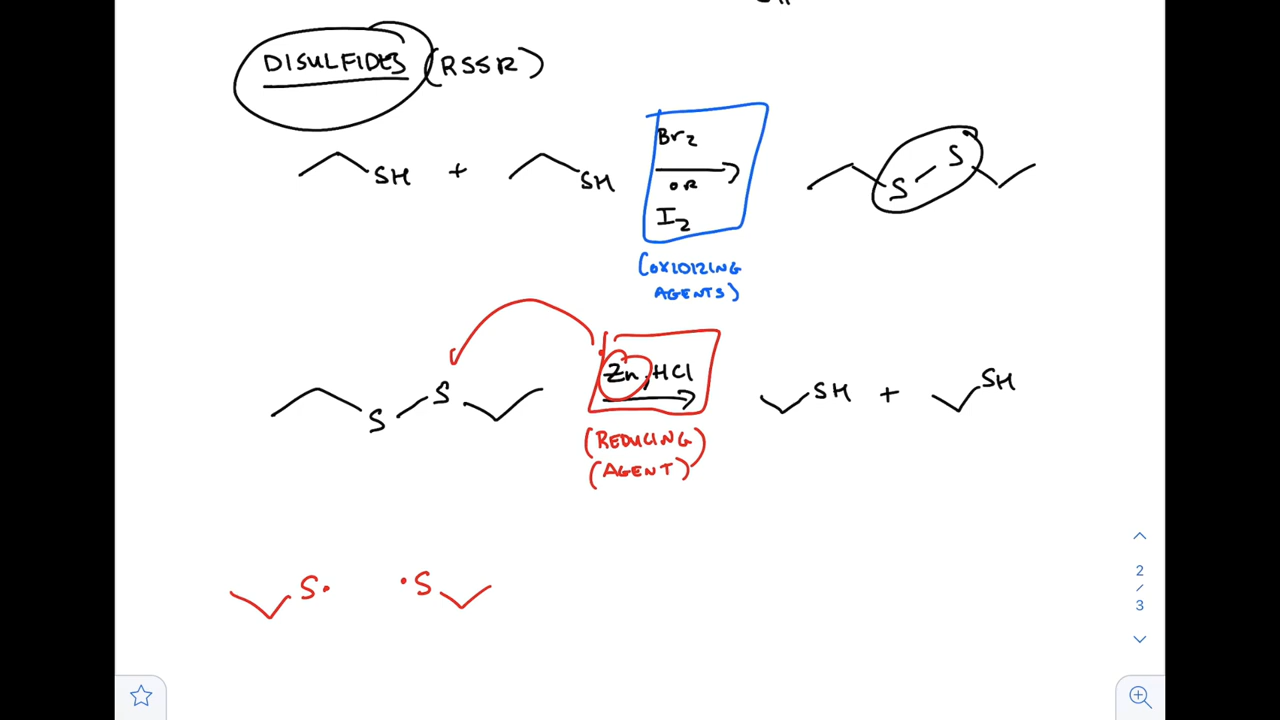 DISULFIDES (RSSR)
SH + SH Br2 OR I2 S S
(OXIDIZING
AGENTS)
S S Zn, HCl SH + SH
(REDUCING)
(AGENT)
S· ·S
2
/
3